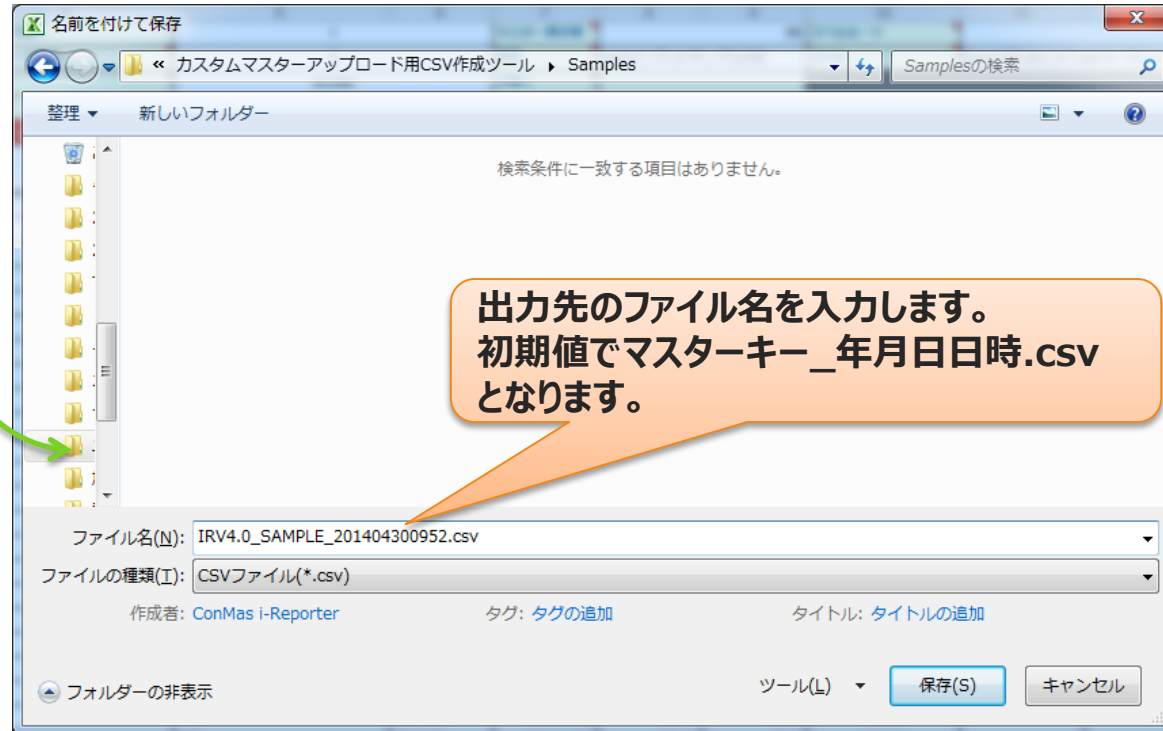 名前を付けて保存
« カスタムマスターアップロード用CSV作成ツール ▸ Samples
Samplesの検索
整理 ▼ 新しいフォルダー
検索条件に一致する項目はありません。
出力先のファイル名を入力します。
初期値でマスターキー_年月日日時.csv
となります。
ファイル名(N): IRV4.0_SAMPLE_201404300952.csv
ファイルの種類(T): CSVファイル(*.csv)
作成者: ConMas i-Reporter タグ: タグの追加 タイトル: タイトルの追加
フォルダーの非表示 ツール(L) ▼ 保存(S) キャンセル